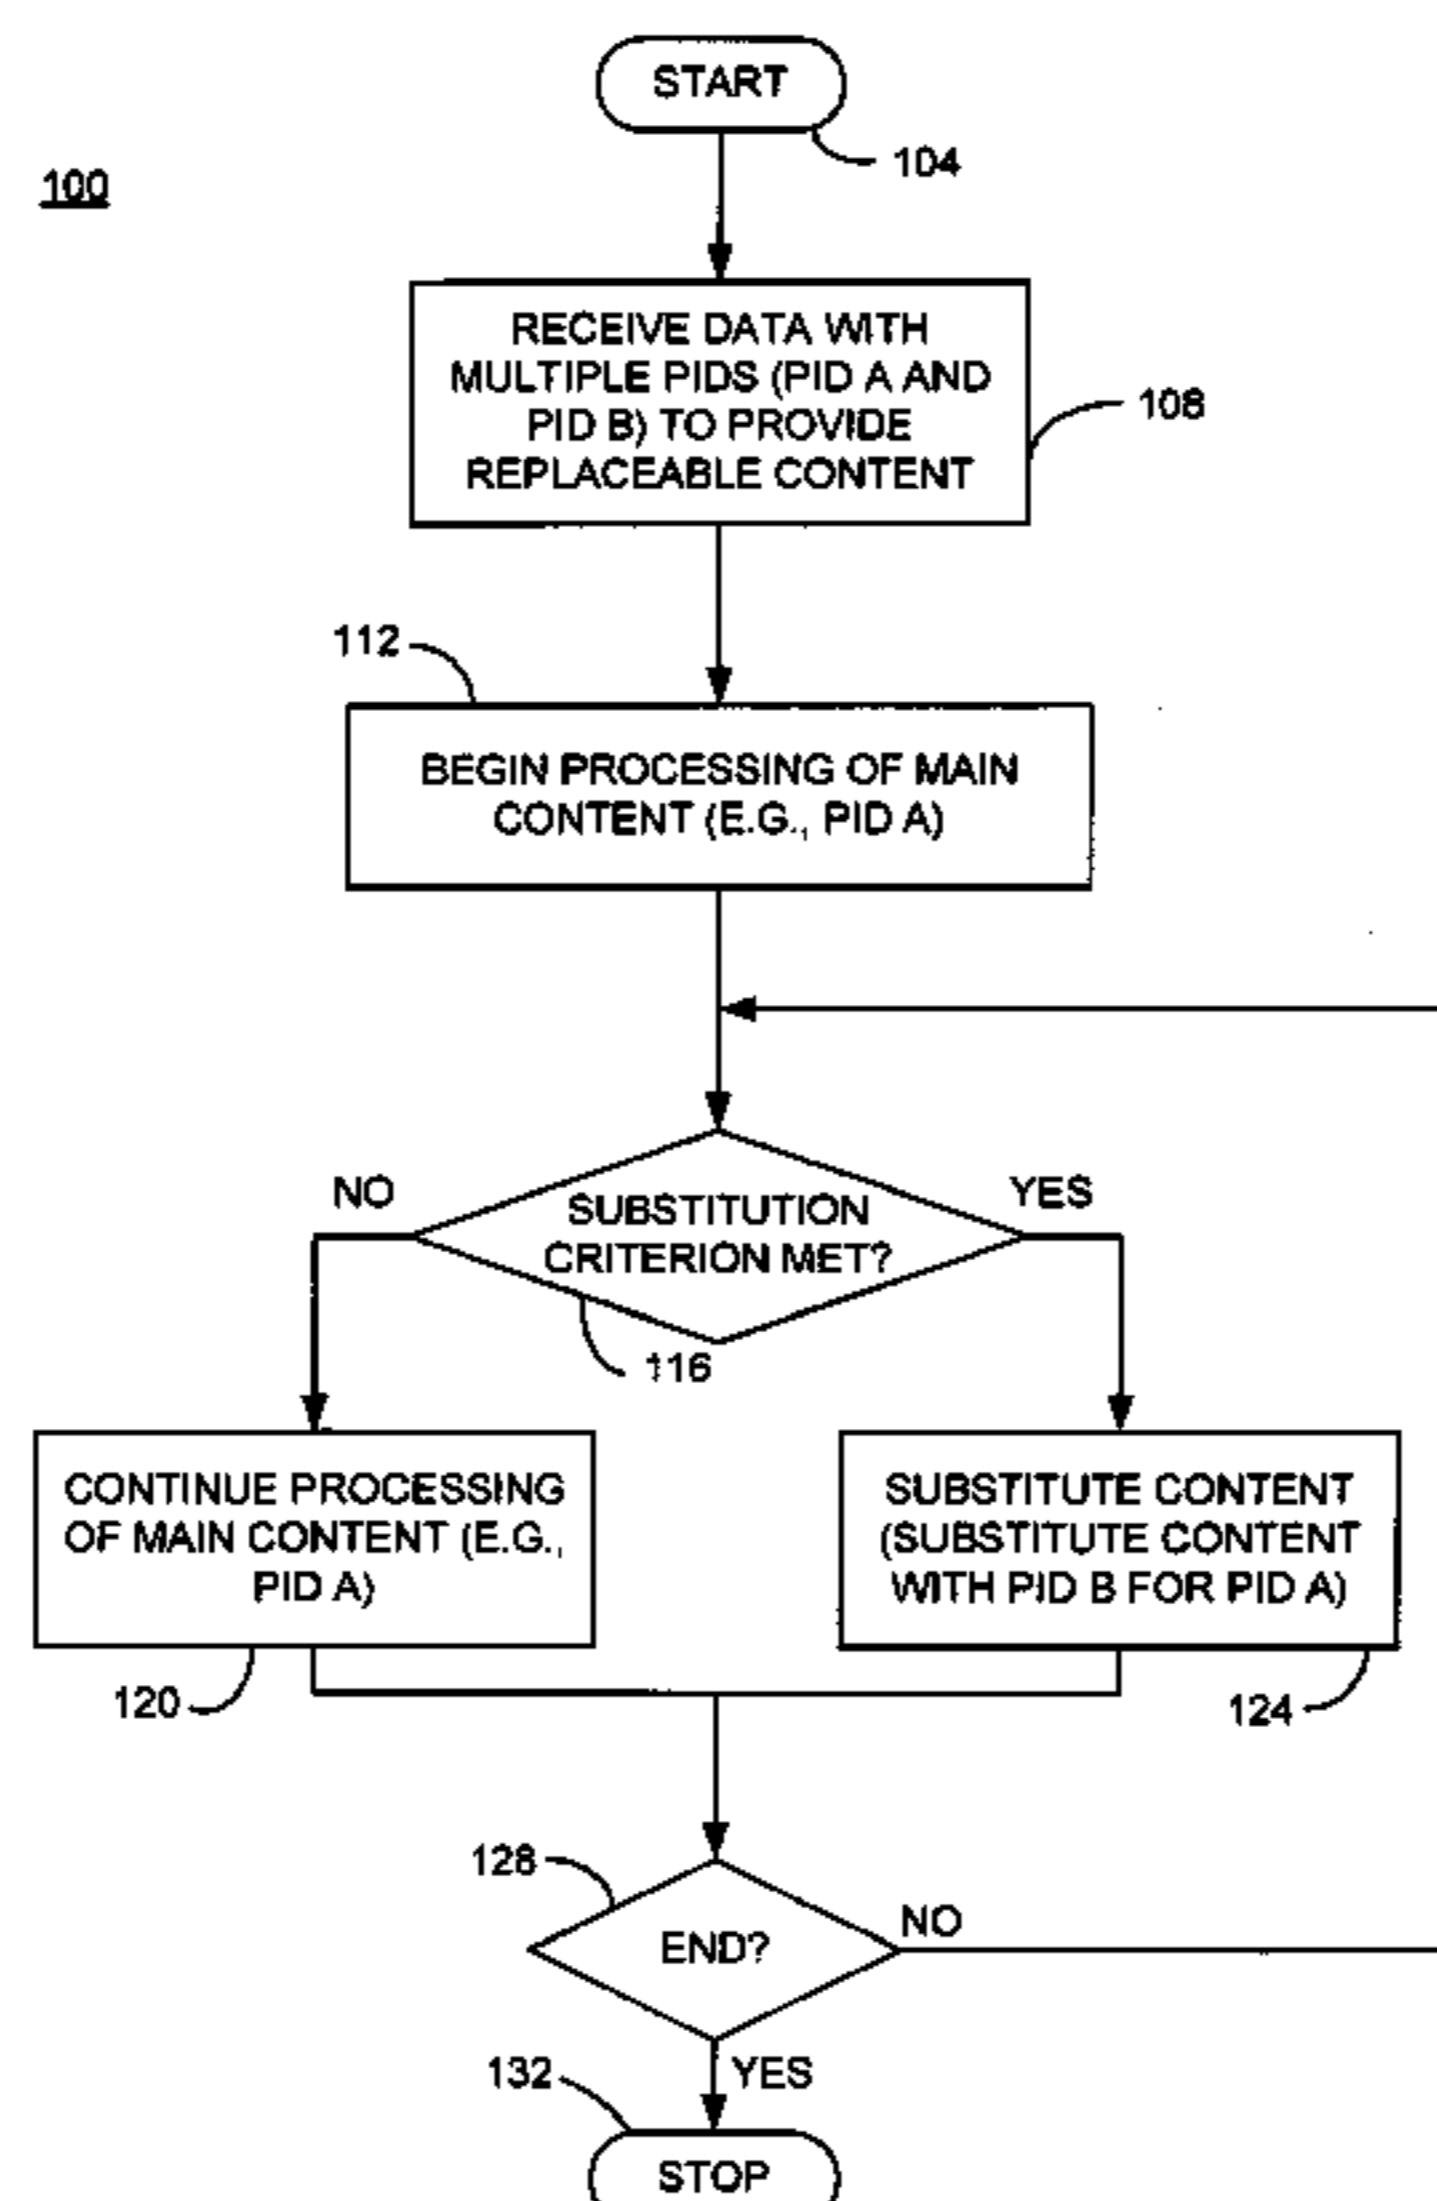 START
104
100
RECEIVE DATA WITH
MULTIPLE PIDS (PID A AND
PID B) TO PROVIDE
REPLACEABLE CONTENT
108
112
BEGIN PROCESSING OF MAIN
CONTENT (E.G., PID A)
NO
YES
SUBSTITUTION
CRITERION MET?
116
CONTINUE PROCESSING
OF MAIN CONTENT (E.G.,
PID A)
120
SUBSTITUTE CONTENT
(SUBSTITUTE CONTENT
WITH PID B FOR PID A)
124
128
END?
NO
YES
132
STOP